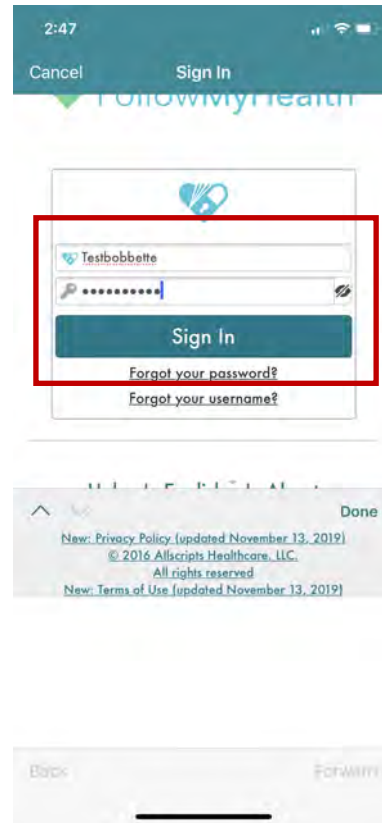 2:47
Cancel Sign In
FollowMyHealth
Testbobbette
••••••••••
Sign In
Forgot your password?
Forgot your username?
Done
New: Privacy Policy (updated November 13, 2019)
© 2016 Allscripts Healthcare, LLC.
All rights reserved
New: Terms of Use (updated November 13, 2019)
Back Forward